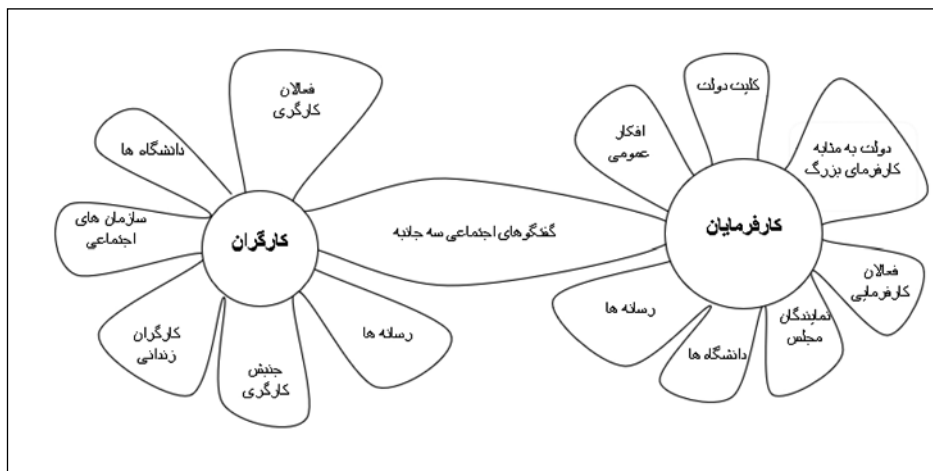 فعالان
کارگری
دانشگاه ها
سازمان های
اجتماعی
کارگران
کارگران
زندانی
جنبش
کارگری
رسانه ها
گفتگوهای اجتماعی سه جانبه
کلیت دولت
افکار
عمومی
دولت به مثابه
کارفرمای بزرگ
کارفرمایان
فعالان
کارفرمایی
نمایندگان
مجلس
دانشگاه ها
رسانه ها